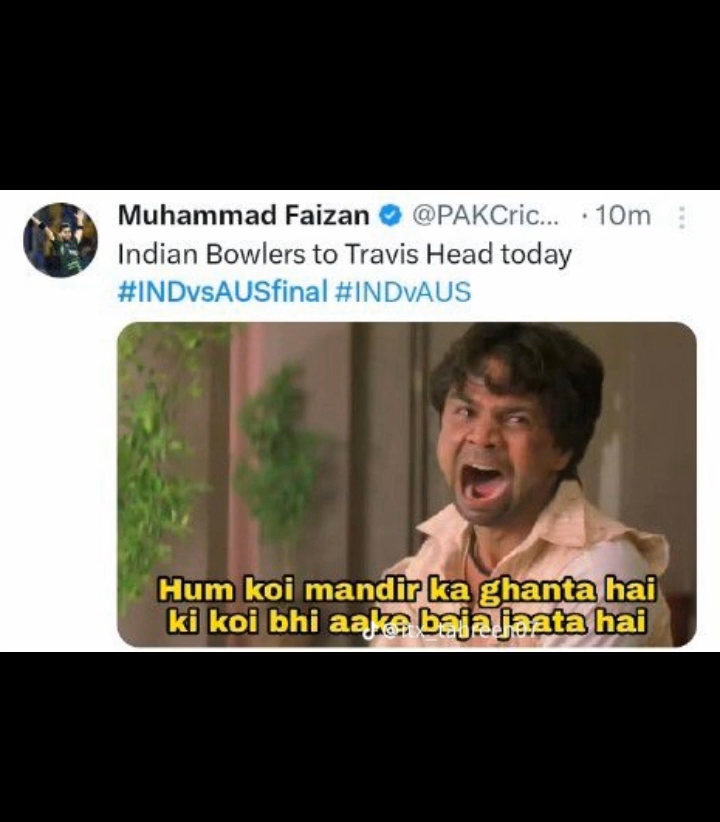 Muhammad Faizan @PAKCric... · 10m
Indian Bowlers to Travis Head today
#INDvsAUSfinal #INDvAUS
Hum koi mandir ka ghanta hai
ki koi bhi aake baja jaata hai
@itx_tabreen07